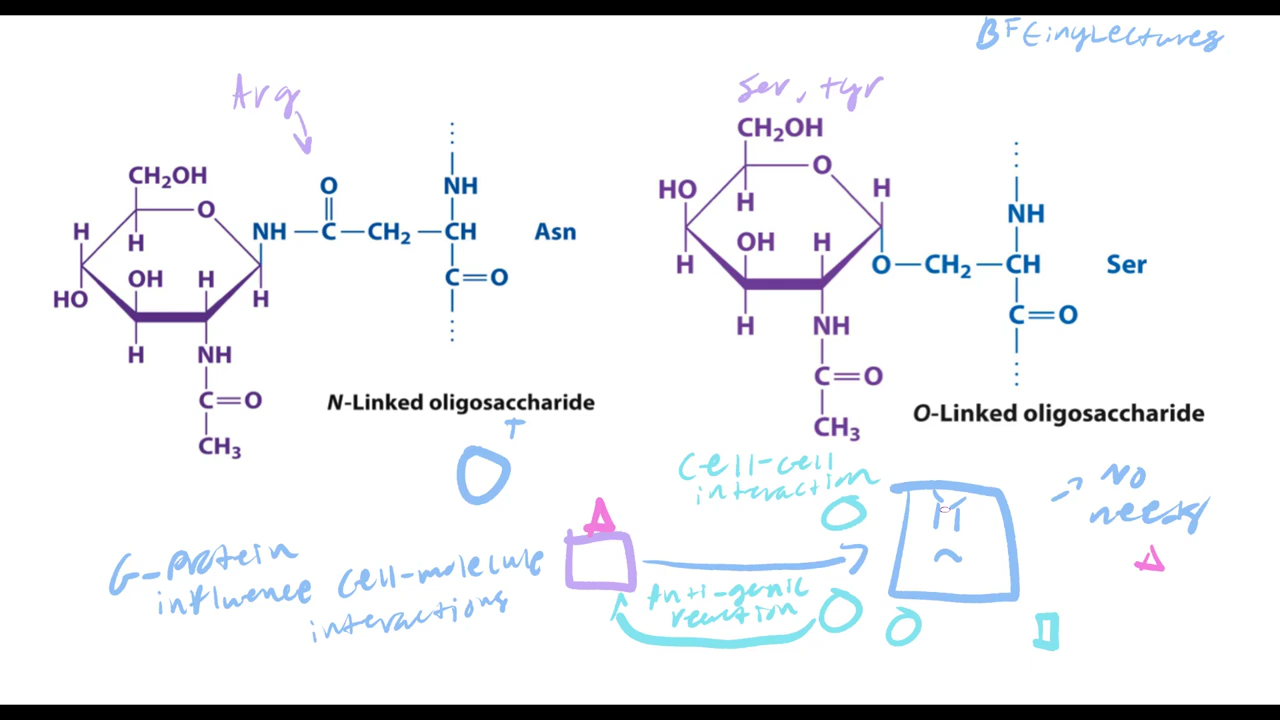 BFEinyLectures
Arg
Ser, tyr
CH₂OH
O
H
H
HO
OH
H
H
H
NH
C=O
CH₃
O
NH—C—CH₂—CH
NH
C=O
Asn
N-Linked oligosaccharide
CH₂OH
O
HO
H
H
OH
H
H
H
NH
C=O
CH₃
O—CH₂—CH
NH
C=O
Ser
O-Linked oligosaccharide
T
cell-cell
interaction
NO
needs
G-protein
influence cell-molecule
interactions
Anti-genic
reaction